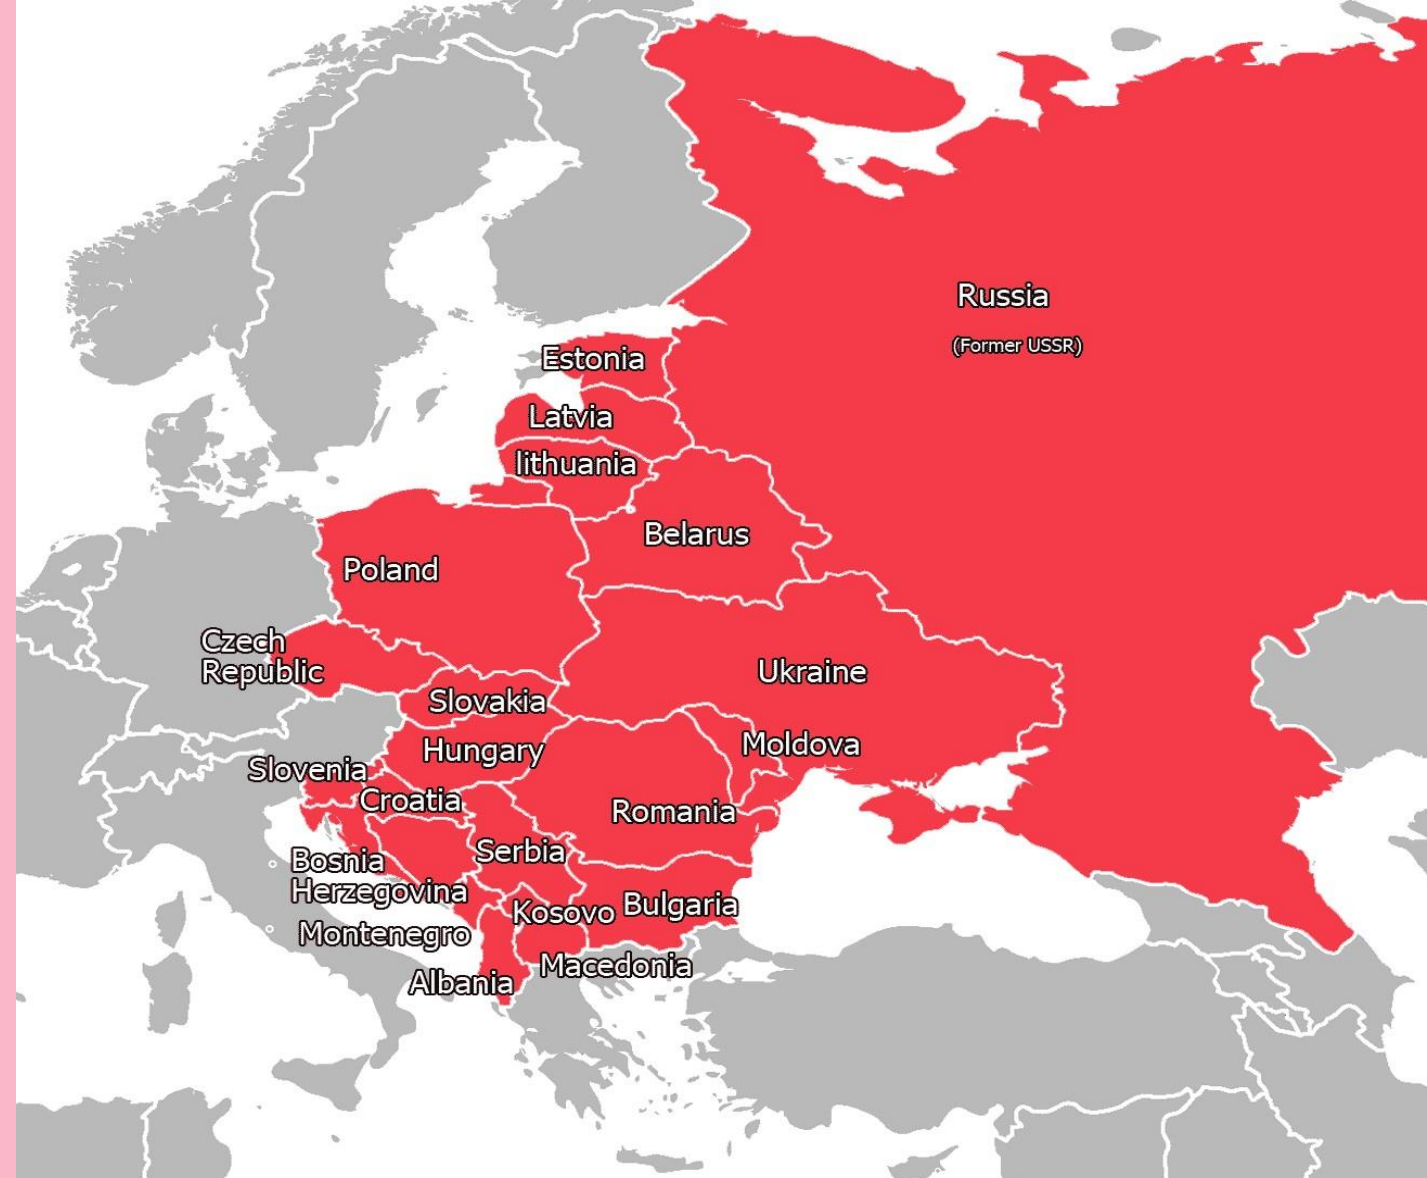 Russia
(Former USSR)
Estonia
Latvia
lithuania
Belarus
Poland
Czech
Republic
Ukraine
Slovakia
Moldova
Hungary
Slovenia
Croatia
Romania
Serbia
Bosnia
Herzegovina
Kosovo
Bulgaria
Montenegro
Macedonia
Albania